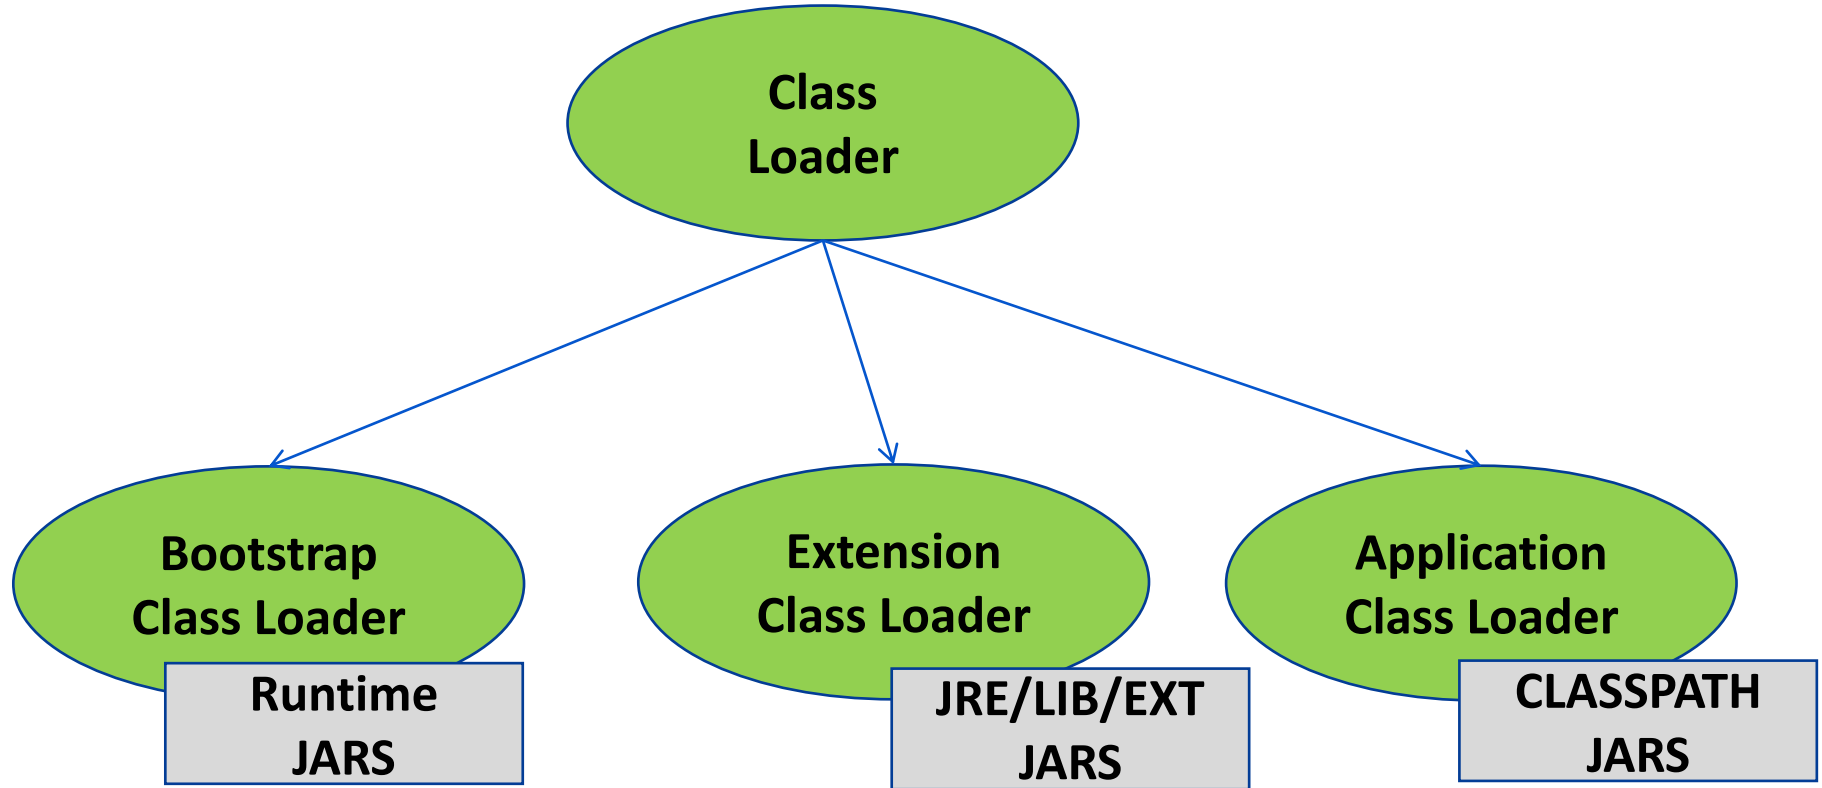 Class
Loader
Bootstrap
Class Loader
Runtime
JARS
Extension
Class Loader
JRE/LIB/EXT
JARS
Application
Class Loader
CLASSPATH
JARS